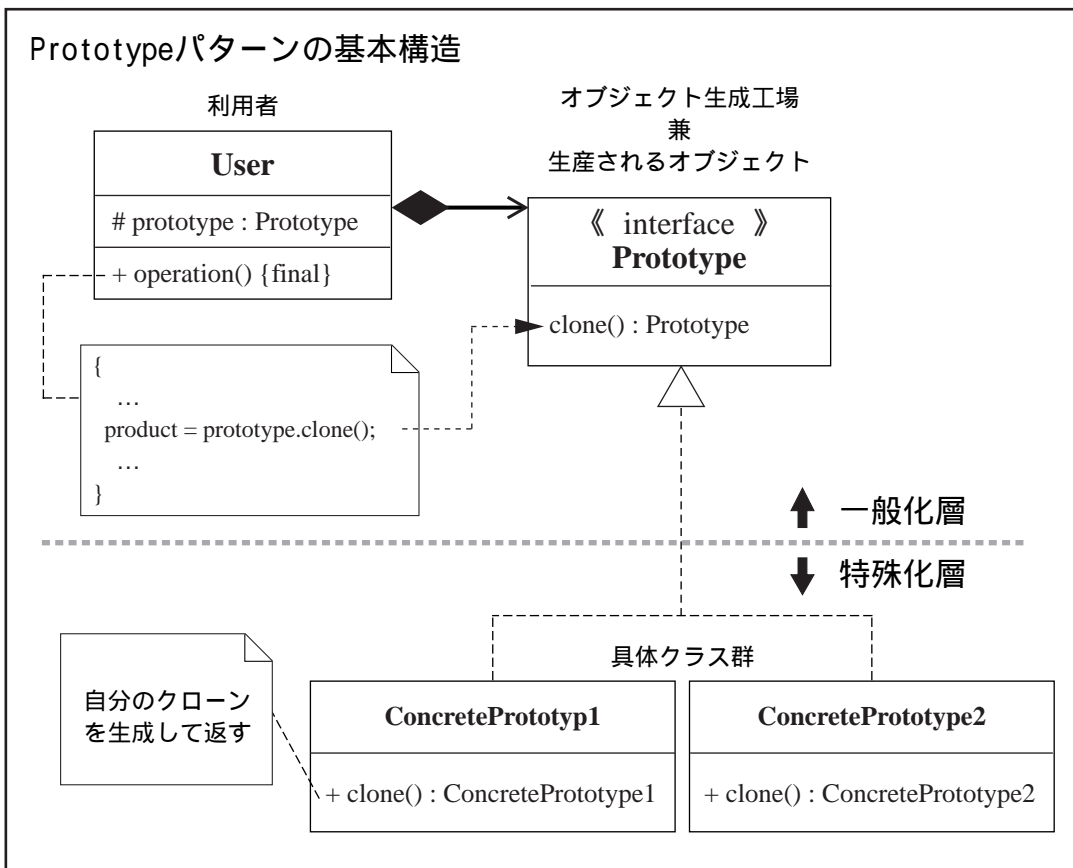 Prototypeパターンの基本構造
利用者
User
# prototype : Prototype
+ operation() {final}
オブジェクト生成工場
兼
生産されるオブジェクト
《 interface 》
Prototype
clone() : Prototype
{
…
product = prototype.clone();
…
}
一般化層
特殊化層
具体クラス群
自分のクローン
を生成して返す
ConcretePrototyp1
+ clone() : ConcretePrototype1
ConcretePrototype2
+ clone() : ConcretePrototype2